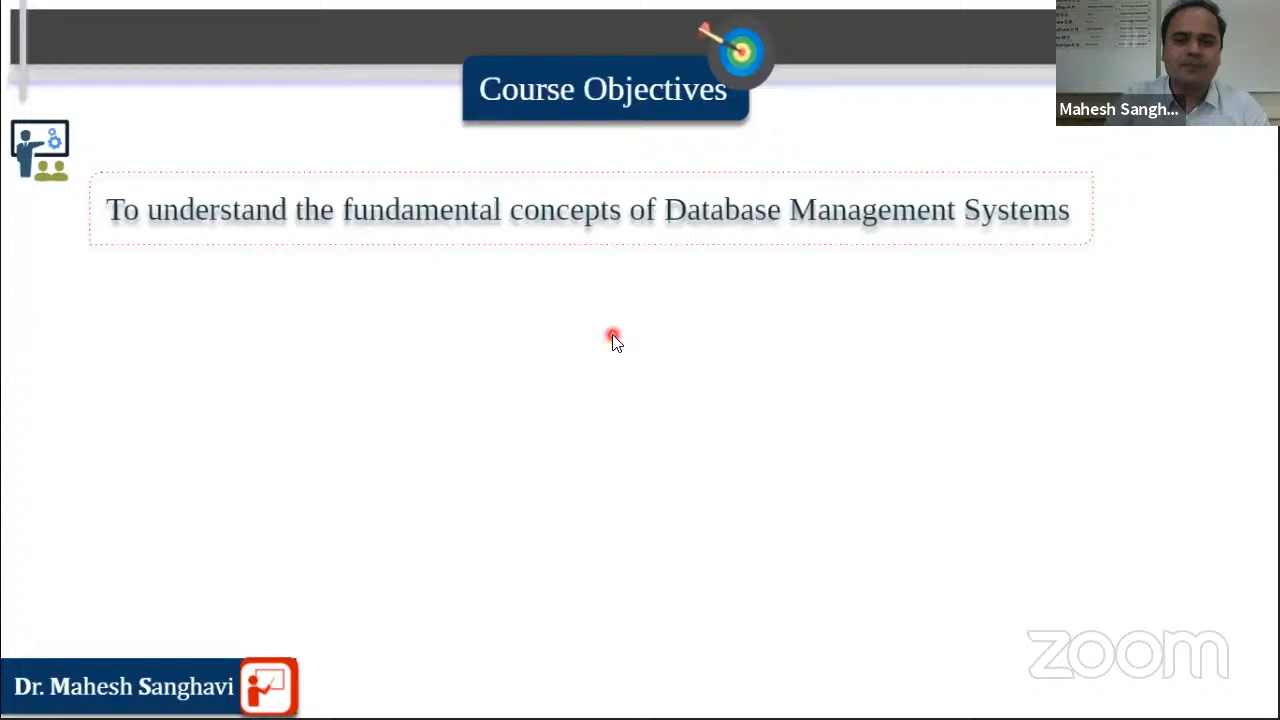 Course Objectives
Mahesh Sangh...
To understand the fundamental concepts of Database Management Systems
zoom
Dr. Mahesh Sanghavi